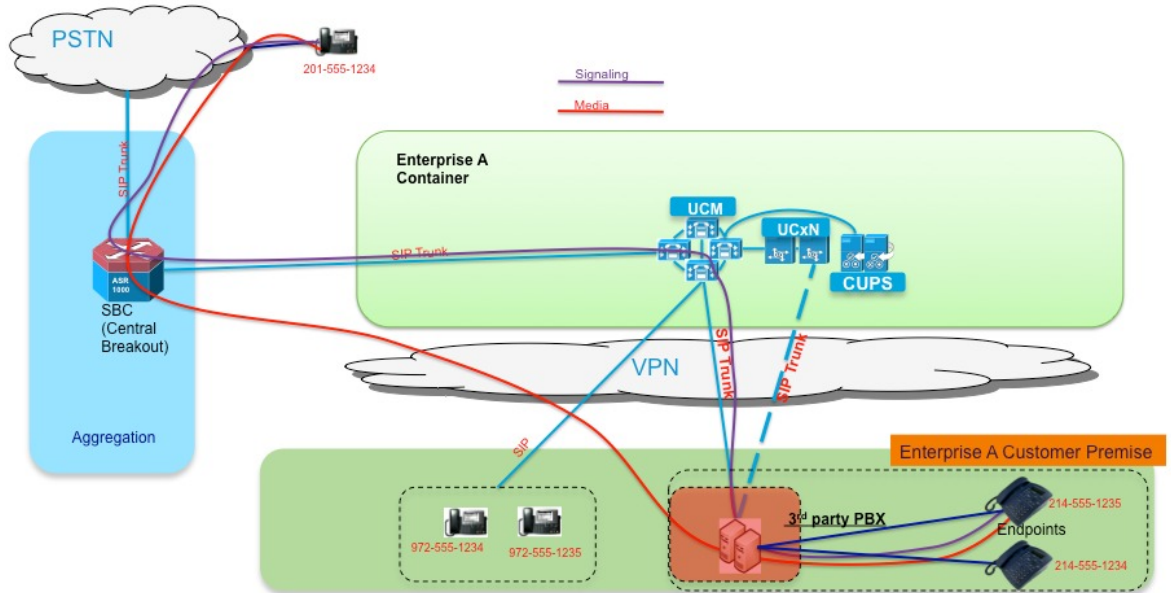 PSTN
201-555-1234
Signaling
Media
SIP Trunk
Enterprise A
Container
UCM
UCxN
CUPS
SIP Trunk
ASR
1000
SBC
(Central
Breakout)
SIP Trunk
SIP Trunk
VPN
Aggregation
SIP
Enterprise A Customer Premise
3rd party PBX
214-555-1235
Endpoints
972-555-1234
972-555-1235
214-555-1234